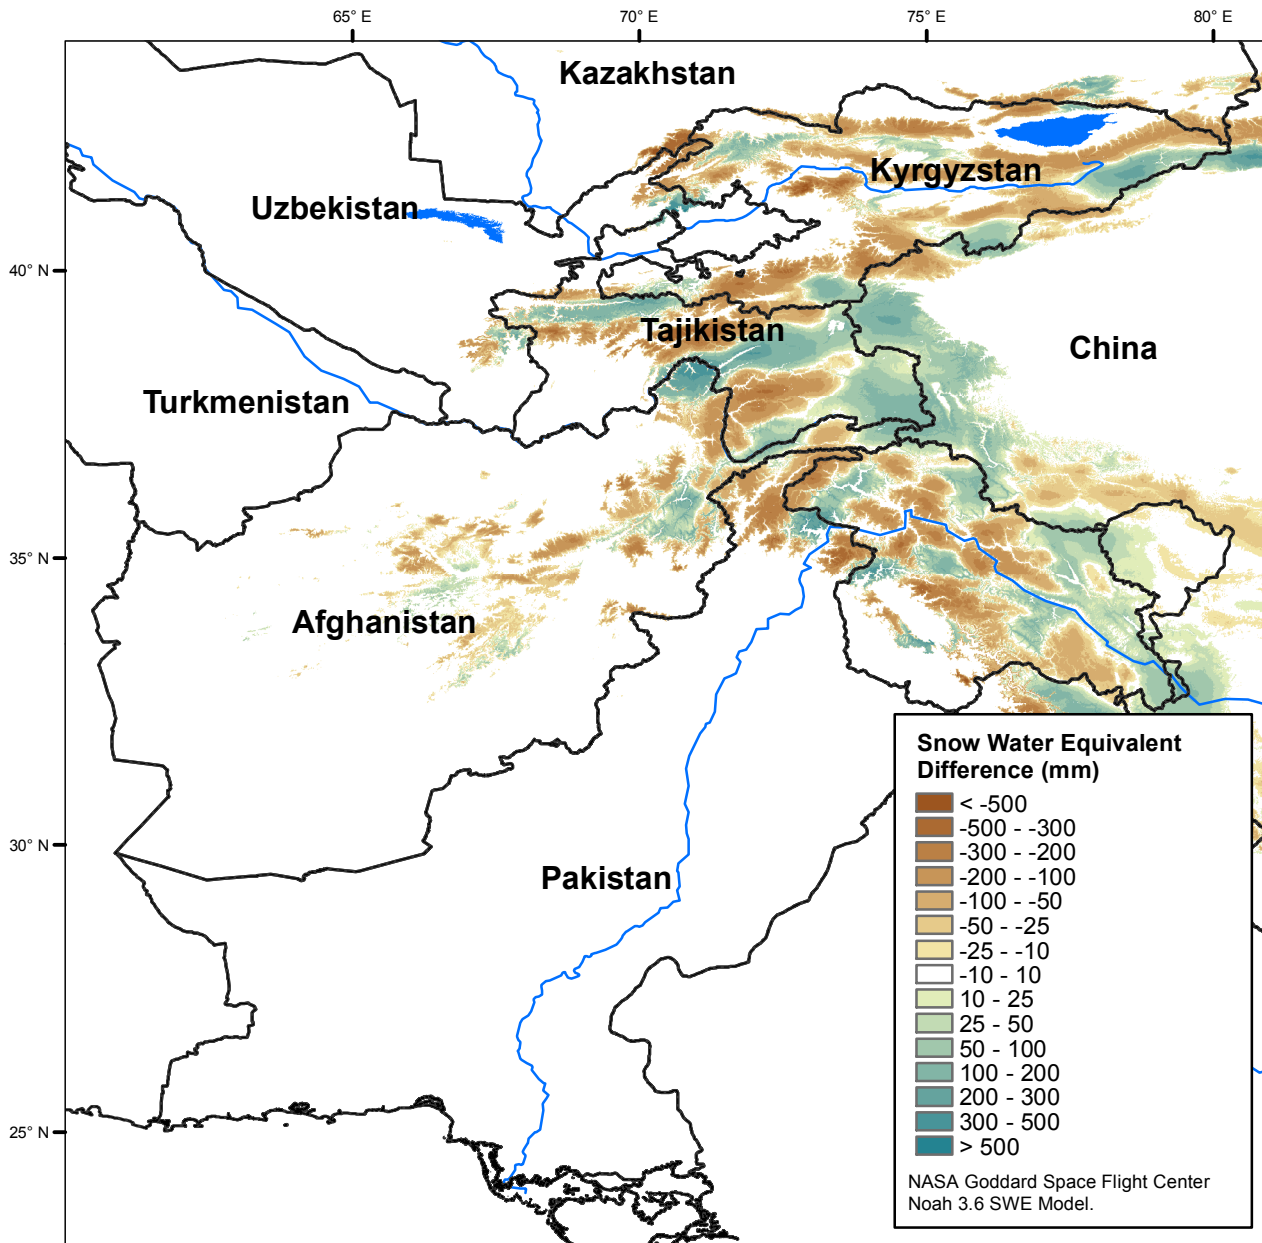 65° E
70° E
75° E
80° E
Kazakhstan
Kyrgyzstan
Uzbekistan
40° N
Tajikistan
China
Turkmenistan
35° N
Afghanistan
30° N
Pakistan
25° N
Snow Water Equivalent
Difference (mm)
< -500
-500 - -300
-300 - -200
-200 - -100
-100 - -50
-50 - -25
-25 - -10
-10 - 10
10 - 25
25 - 50
50 - 100
100 - 200
200 - 300
300 - 500
> 500
NASA Goddard Space Flight Center
Noah 3.6 SWE Model.